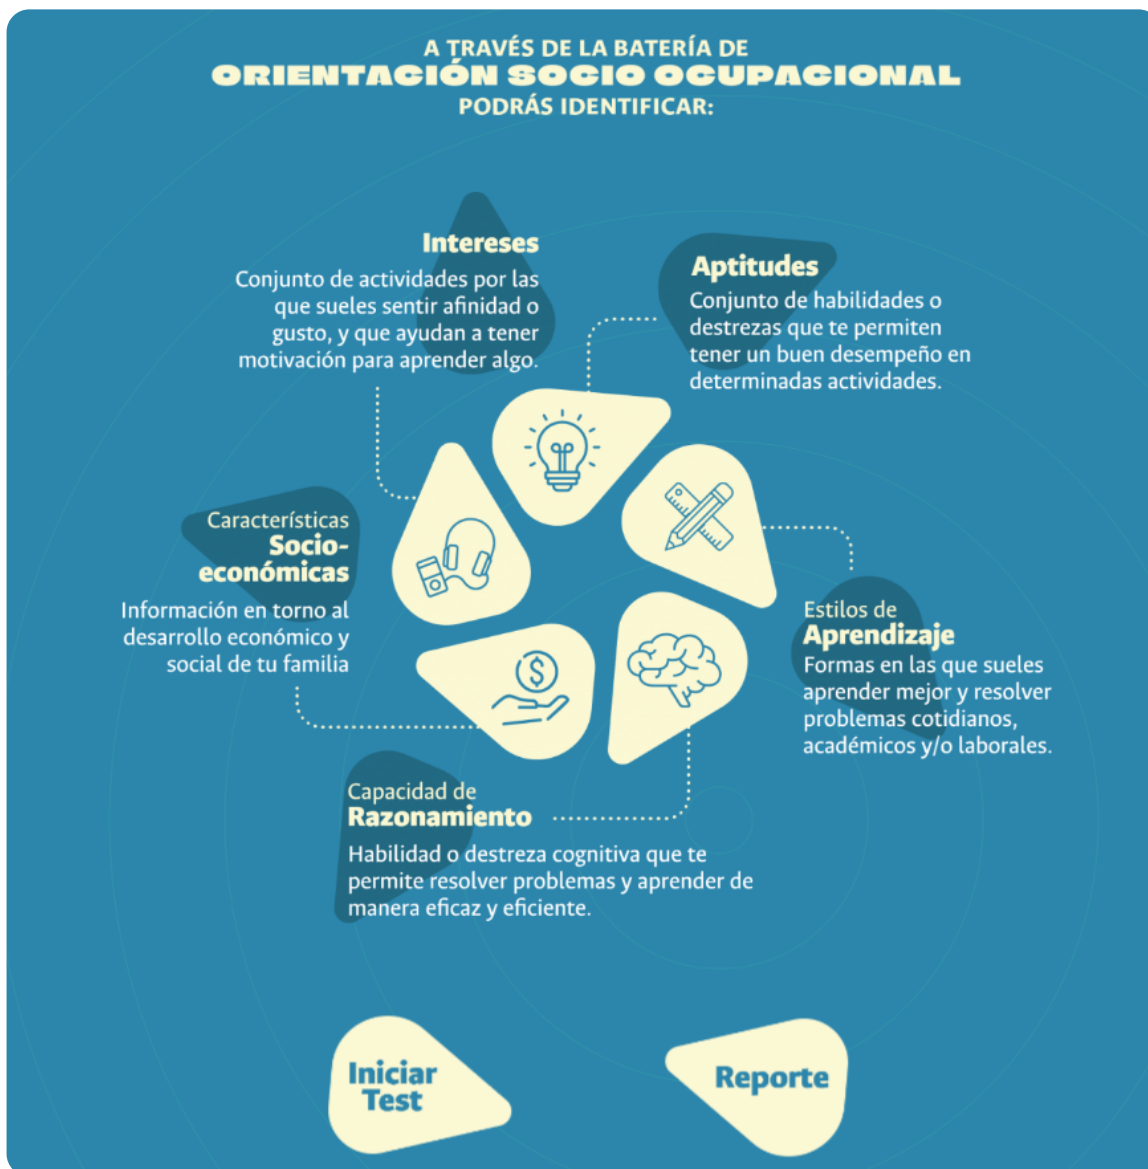 A TRAVÉS DE LA BATERÍA DE
ORIENTACIÓN SOCIO OCUPACIONAL
PODRÁS IDENTIFICAR:
Intereses
Conjunto de actividades por las
que sueles sentir afinidad o
gusto, y que ayudan a tener
motivación para aprender algo.
Aptitudes
Conjunto de habilidades o
destrezas que te permiten
tener un buen desempeño en
determinadas actividades.
Características
Socio-
económicas
Información en torno al
desarrollo económico y
social de tu familia
Estilos de
Aprendizaje
Formas en las que sueles
aprender mejor y resolver
problemas cotidianos,
académicos y/o laborales.
Capacidad de
Razonamiento
Habilidad o destreza cognitiva que te
permite resolver problemas y aprender de
manera eficaz y eficiente.
Iniciar
Test
Reporte